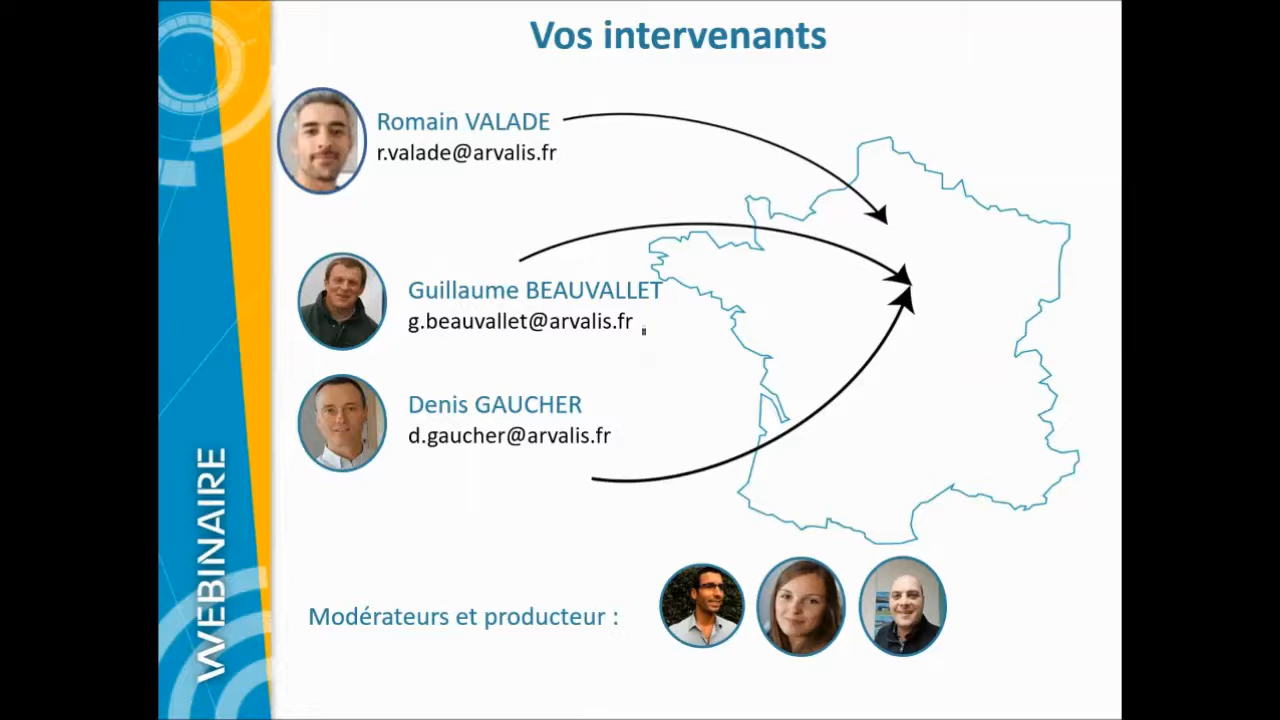 Vos intervenants
Romain VALADE
r.valade@arvalis.fr
Guillaume BEAUVALLET
g.beauvallet@arvalis.fr
Denis GAUCHER
d.gaucher@arvalis.fr
Modérateurs et producteur :
WEBINAIRE